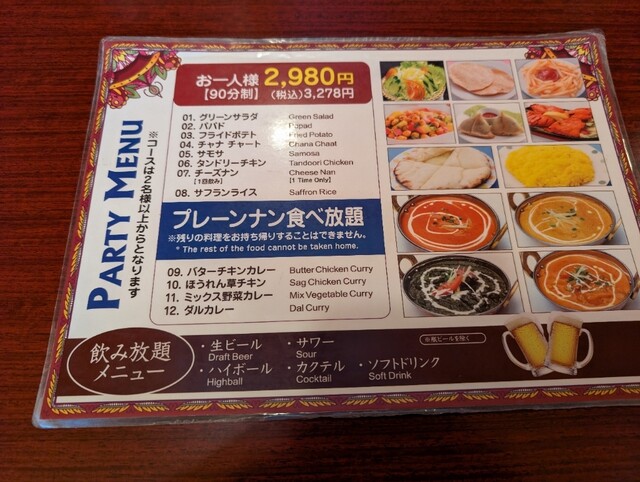 PARTY MENU
※コースは2名様以上からとなります
お一人様 2,980円
【90分制】 (税込)3,278円
01. グリーンサラダ Green Salad
02. パパド Papad
03. フライドポテト Fried Potato
04. チャナ チャート Chana Chaat
05. サモサ Samosa
06. タンドリーチキン Tandoori Chicken
07. チーズナン Cheese Nan
[1回飲み] [1 Time Only]
08. サフランライス Saffron Rice
プレーンナン食べ放題
※残りの料理をお持ち帰りすることはできません。
* The rest of the food cannot be taken home.
09. バターチキンカレー Butter Chicken Curry
10. ほうれん草チキン Sag Chicken Curry
11. ミックス野菜カレー Mix Vegetable Curry
12. ダルカレー Dal Curry
飲み放題
メニュー
・生ビール ・サワー
Draft Beer Sour
・ハイボール ・カクテル ・ソフトドリンク
Highball Cocktail Soft Drink
※瓶ビールを除く